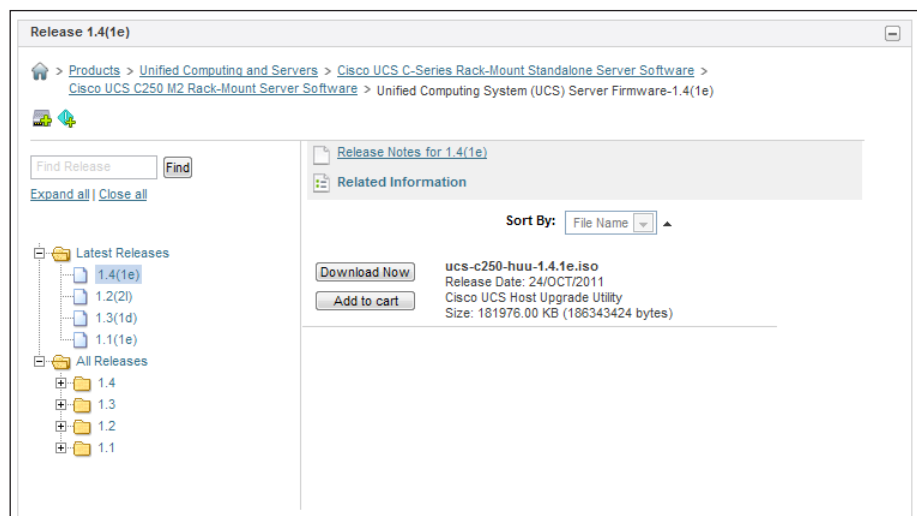 Release 1.4(1e)
> Products > Unified Computing and Servers > Cisco UCS C-Series Rack-Mount Standalone Server Software >
Cisco UCS C250 M2 Rack-Mount Server Software > Unified Computing System (UCS) Server Firmware-1.4(1e)
Find Release
Find
Expand all | Close all
Latest Releases
1.4(1e)
1.2(2l)
1.3(1d)
1.1(1e)
All Releases
1.4
1.3
1.2
1.1
Release Notes for 1.4(1e)
Related Information
Sort By: File Name
Download Now
Add to cart
ucs-c250-huu-1.4.1e.iso
Release Date: 24/OCT/2011
Cisco UCS Host Upgrade Utility
Size: 181976.00 KB (186343424 bytes)